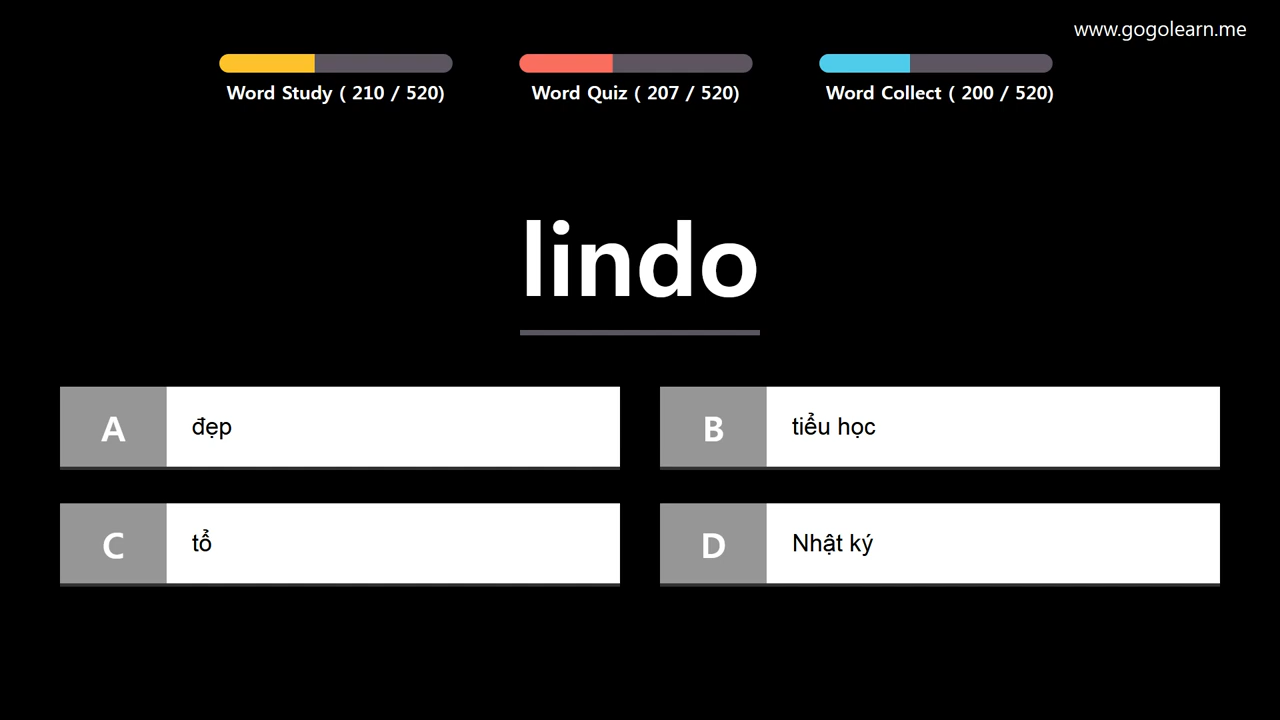 www.gogolearn.me
Word Study ( 210 / 520)
Word Quiz ( 207 / 520)
Word Collect ( 200 / 520)
lindo
A đẹp
B tiểu học
C tổ
D Nhật ký